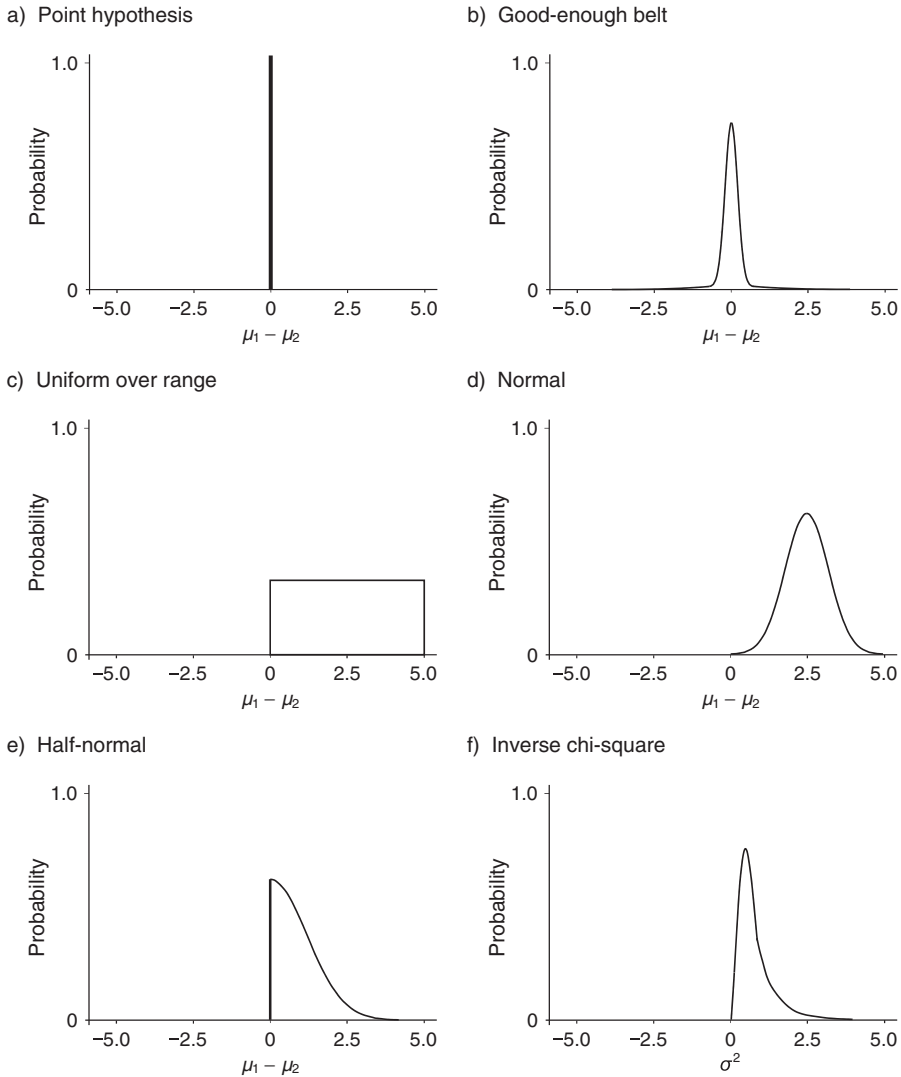 a) Point hypothesis
1.0
Probability
0
−5.0 −2.5 0 2.5 5.0
μ1 − μ2
b) Good-enough belt
1.0
Probability
0
−5.0 −2.5 0 2.5 5.0
μ1 − μ2
c) Uniform over range
1.0
Probability
0
−5.0 −2.5 0 2.5 5.0
μ1 − μ2
d) Normal
1.0
Probability
0
−5.0 −2.5 0 2.5 5.0
μ1 − μ2
e) Half-normal
1.0
Probability
0
−5.0 −2.5 0 2.5 5.0
μ1 − μ2
f) Inverse chi-square
1.0
Probability
0
−5.0 −2.5 0 2.5 5.0
σ2